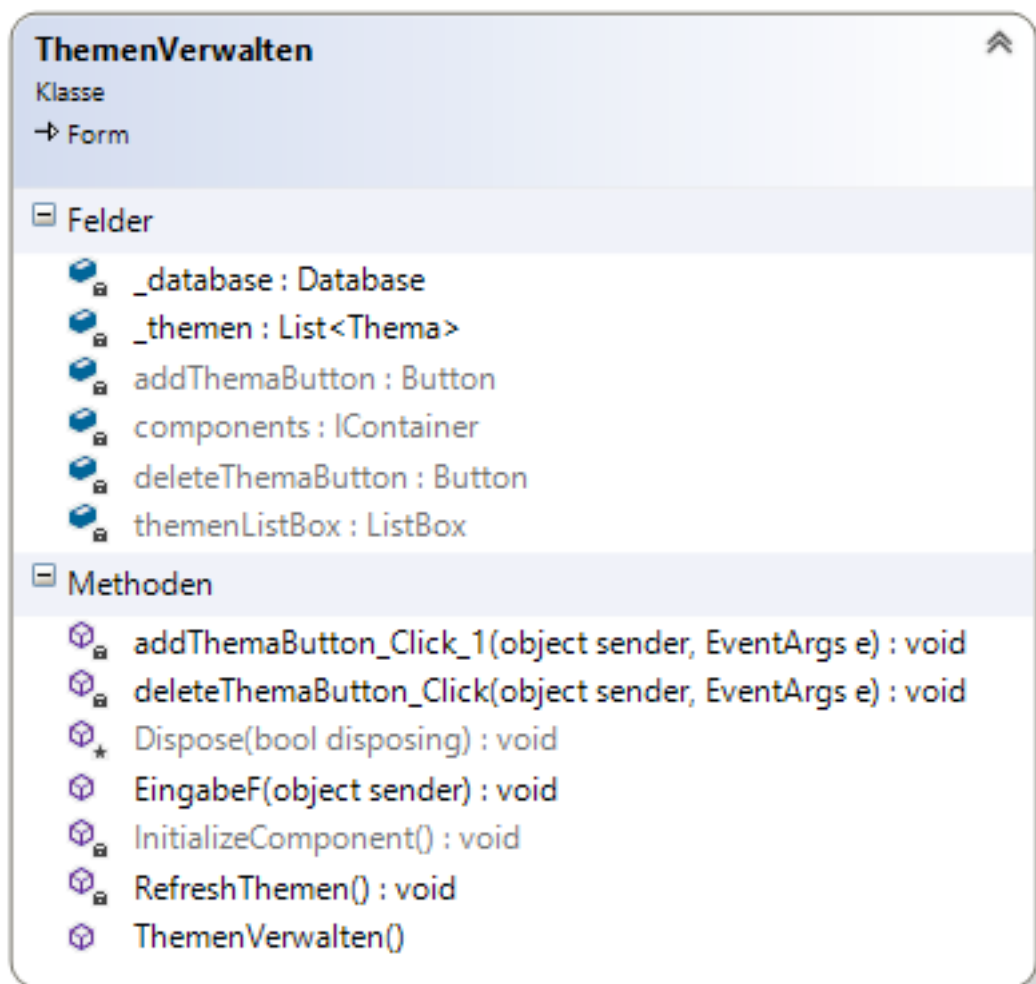 ThemenVerwalten
Klasse
Form
Felder
_database : Database
_themen : List<Thema>
addThemaButton : Button
components : IContainer
deleteThemaButton : Button
themenListBox : ListBox
Methoden
addThemaButton_Click_1(object sender, EventArgs e) : void
deleteThemaButton_Click(object sender, EventArgs e) : void
Dispose(bool disposing) : void
EingabeF(object sender) : void
InitializeComponent() : void
RefreshThemen() : void
ThemenVerwalten()